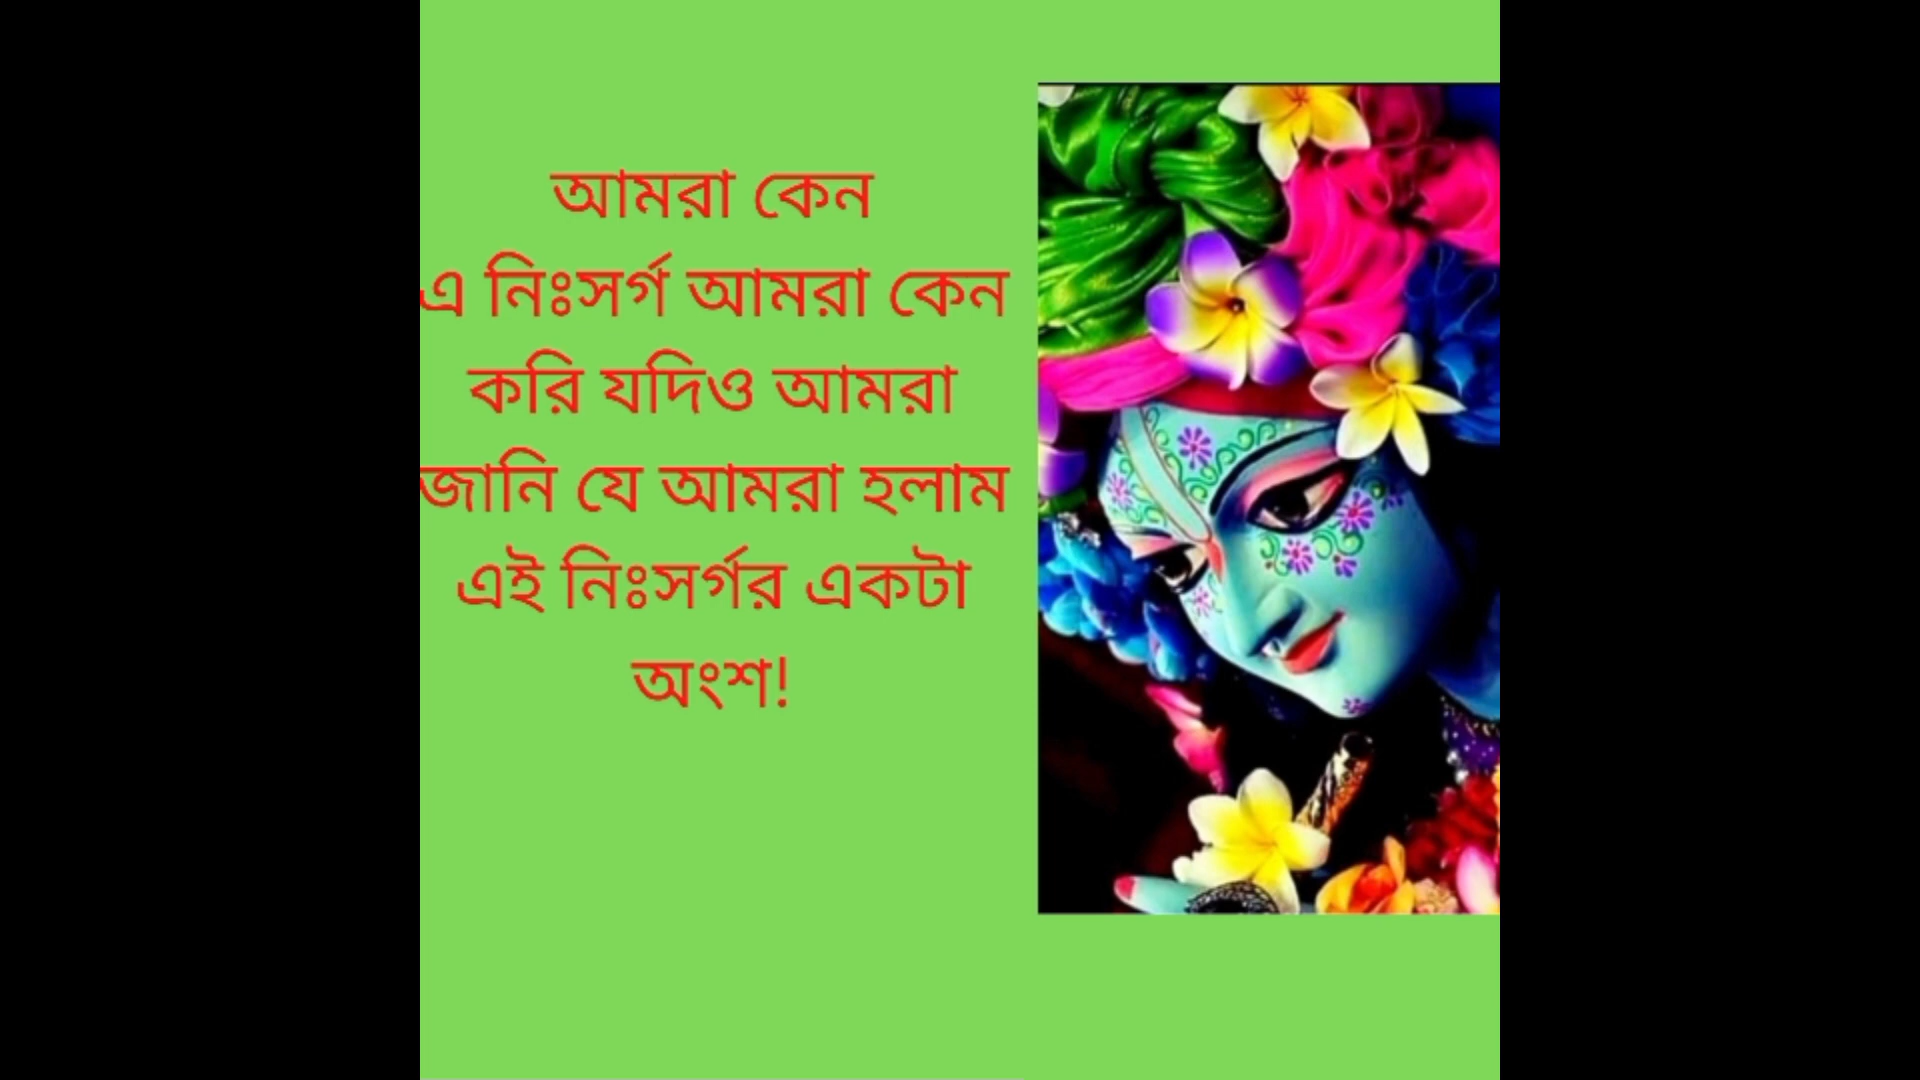 আমরা কেন
এ নিঃসর্গ আমরা কেন
করি যদিও আমরা
জানি যে আমরা হলাম
এই নিঃসর্গর একটা
অংশ!